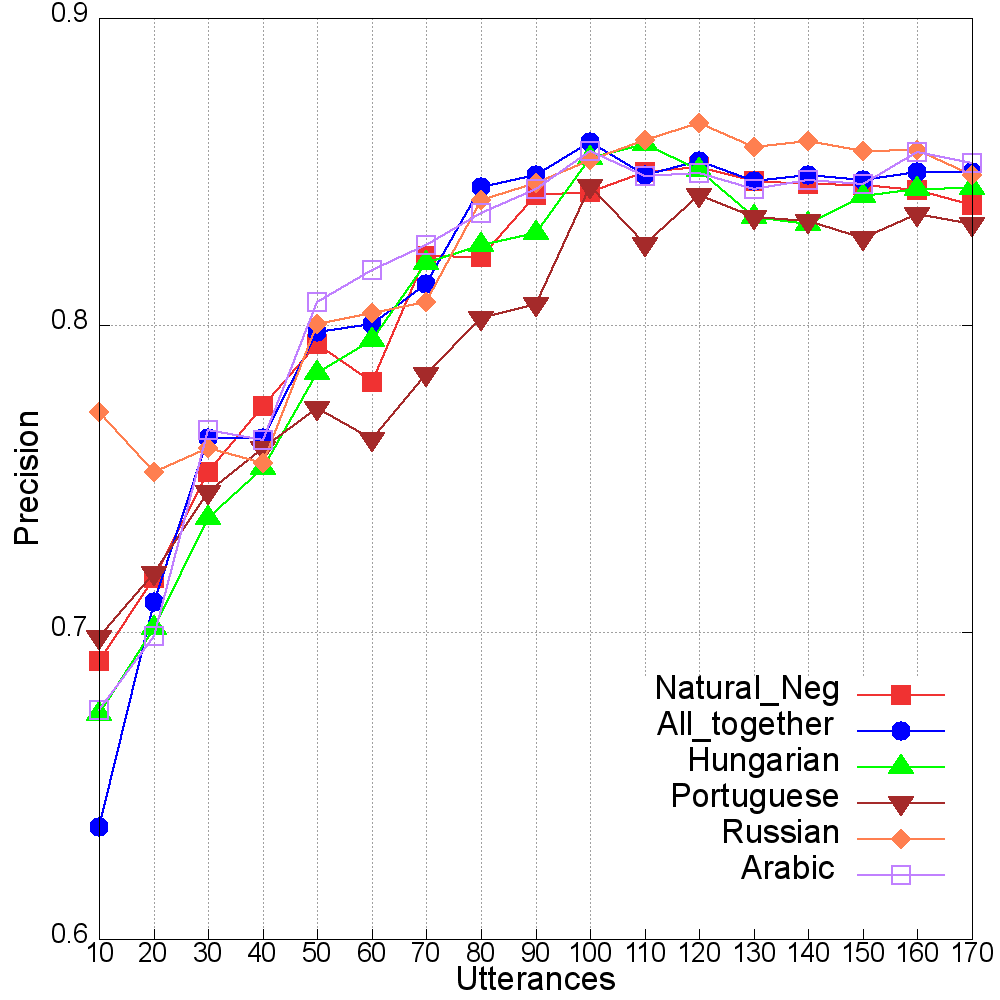 0.9
0.8
0.7
0.6
Precision
Natural_Neg
All_together
Hungarian
Portuguese
Russian
Arabic
10 20 30 40 50 60 70 80 90 100 110 120 130 140 150 160 170
Utterances